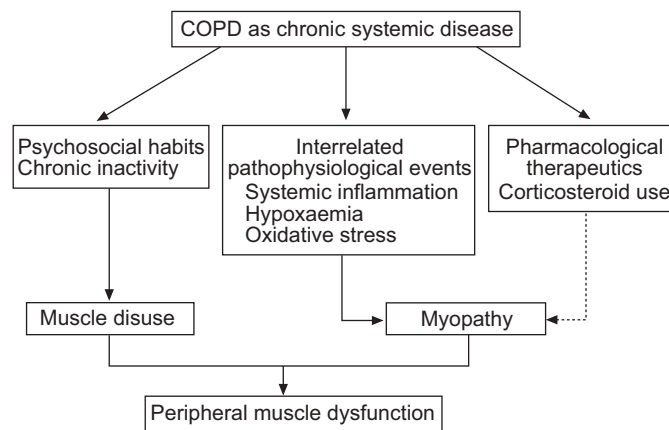 COPD as chronic systemic disease
Psychosocial habits
Chronic inactivity
Interrelated
pathophysiological events
Systemic inflammation
Hypoxaemia
Oxidative stress
Pharmacological
therapeutics
Corticosteroid use
Muscle disuse
Myopathy
Peripheral muscle dysfunction